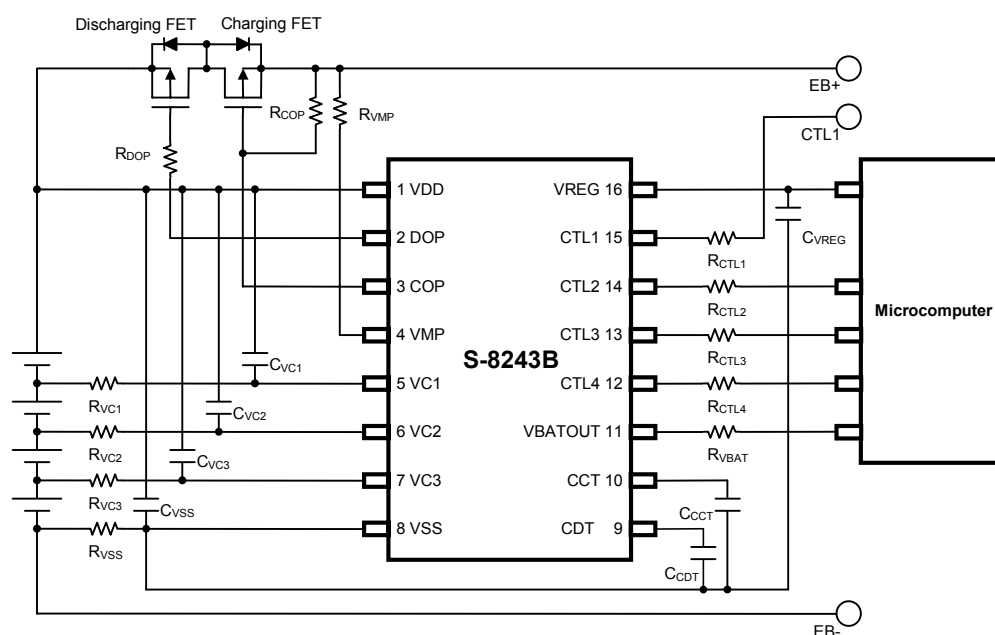 Discharging FET
Charging FET
EB+
RCOP
RVMP
CTL1
RDOP
1 VDD
VREG 16
CVREG
2 DOP
CTL1 15
RCTL1
3 COP
CTL2 14
RCTL2
Microcomputer
4 VMP
CTL3 13
RCTL3
S-8243B
CVC1
5 VC1
CTL4 12
RCTL4
RVC1
CVC2
6 VC2
VBATOUT 11
RVBAT
RVC2
CVC3
7 VC3
CCT 10
CCCT
RVC3
CVSS
8 VSS
CDT 9
CCDT
RVSS
EB-